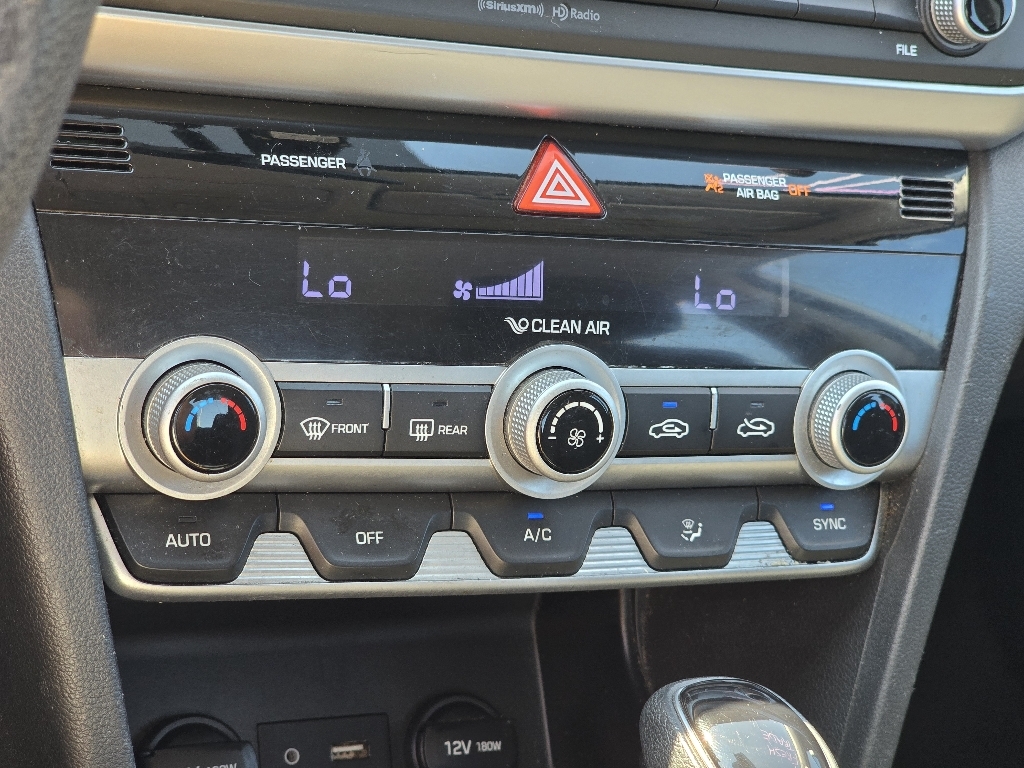 SiriusXM
HD Radio
FILE
PASSENGER
PASSENGER
AIR BAG
OFF
Lo
Lo
CLEAN AIR
FRONT
REAR
- +
AUTO
OFF
A/C
SYNC
12V 180W
180W